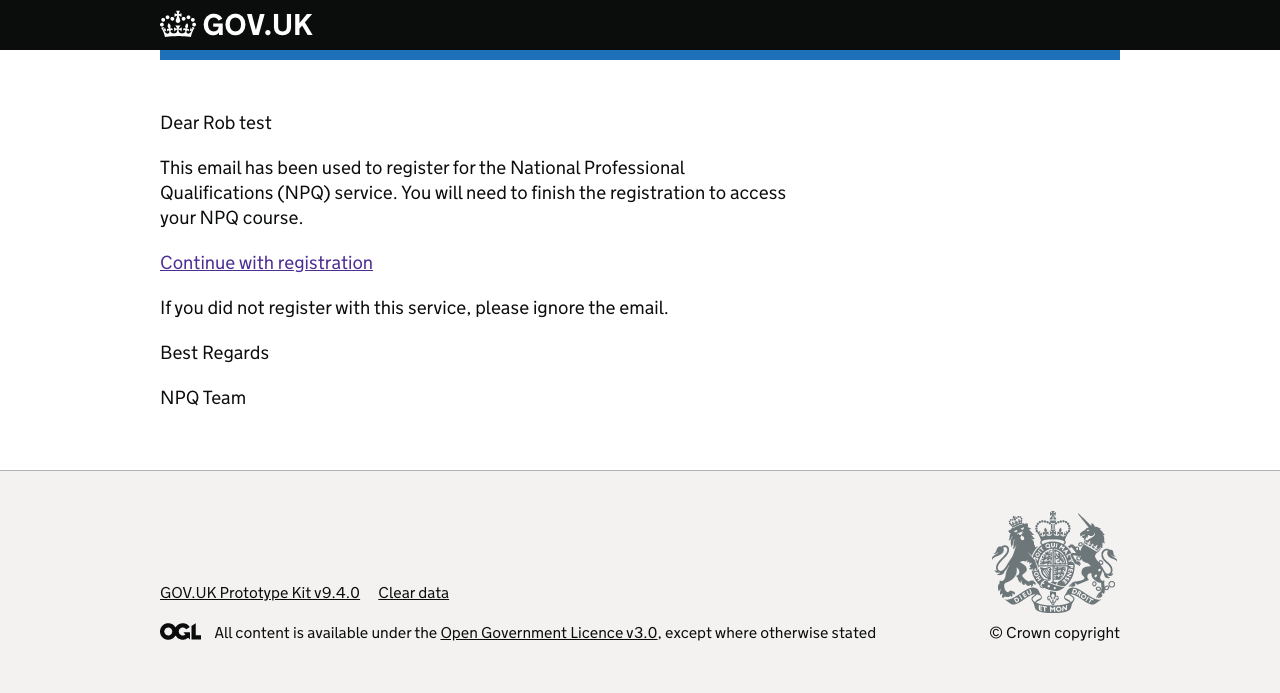 GOV.UK
Dear Rob test
This email has been used to register for the National Professional
Qualifications (NPQ) service. You will need to finish the registration to access
your NPQ course.
Continue with registration
If you did not register with this service, please ignore the email.
Best Regards
NPQ Team
GOV.UK Prototype Kit v9.4.0 Clear data
OGL All content is available under the Open Government Licence v3.0, except where otherwise stated
DIEU ET MON DROIT
© Crown copyright